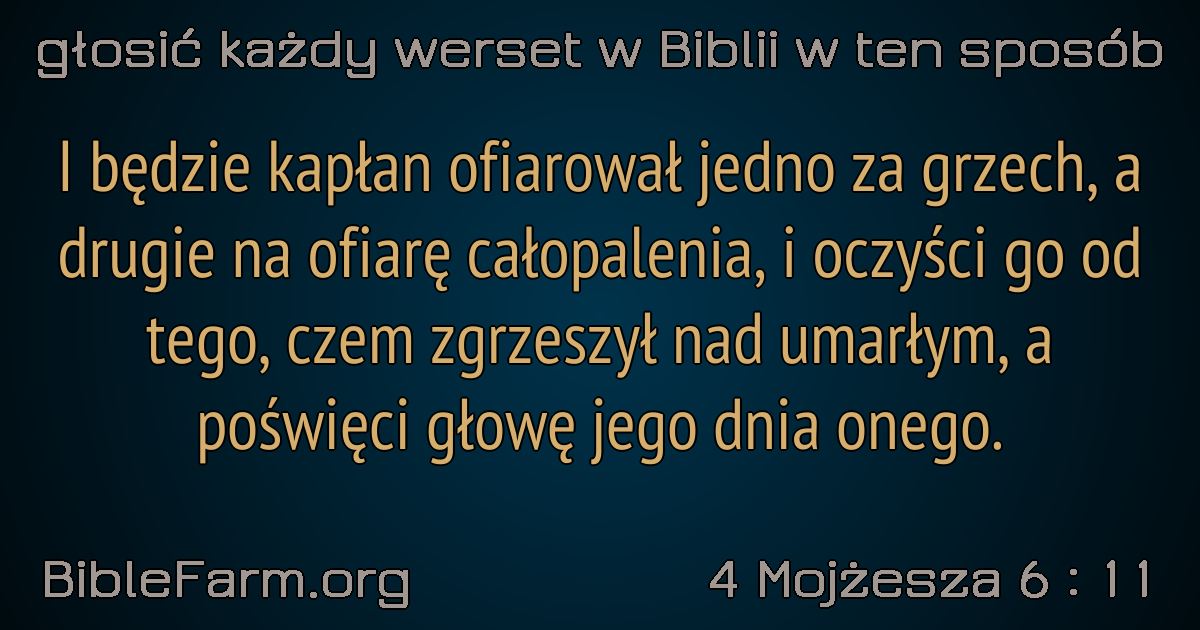 głosić każdy werset w Biblii w ten sposób
I będzie kapłan ofiarował jedno za grzech, a
drugie na ofiarę całopalenia, i oczyści go od
tego, czem zgrzeszył nad umarłym, a
poświęci głowę jego dnia onego.
BibleFarm.org
4 Mojżesza 6 : 11